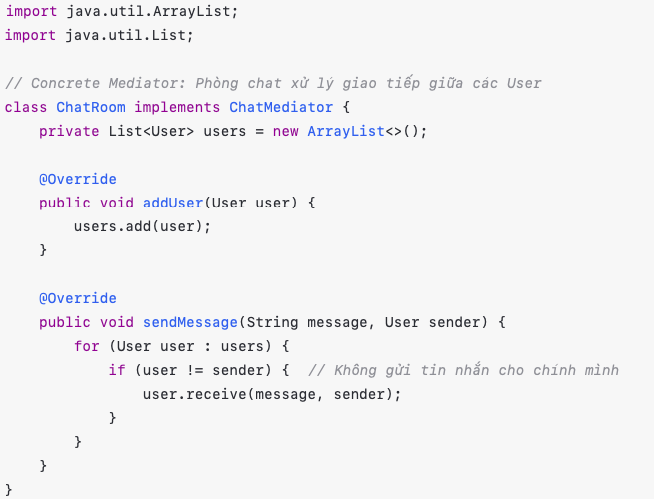 import java.util.ArrayList;
import java.util.List;
// Concrete Mediator: Phòng chat xử lý giao tiếp giữa các User
class ChatRoom implements ChatMediator {
    private List<User> users = new ArrayList<>();
    @Override
    public void addUser(User user) {
        users.add(user);
    }
    @Override
    public void sendMessage(String message, User sender) {
        for (User user : users) {
            if (user != sender) {  // Không gửi tin nhắn cho chính mình
                user.receive(message, sender);
            }
        }
    }
}